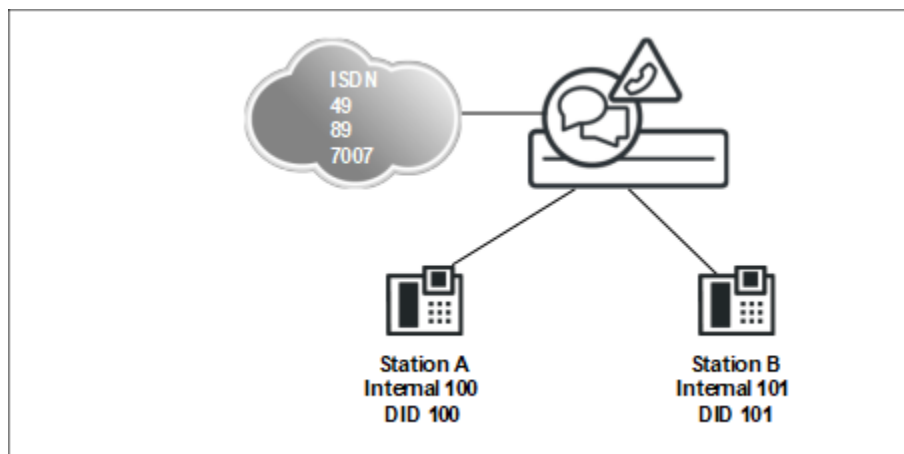 ISDN
49
89
7007
Station A
Internal 100
DID 100
Station B
Internal 101
DID 101